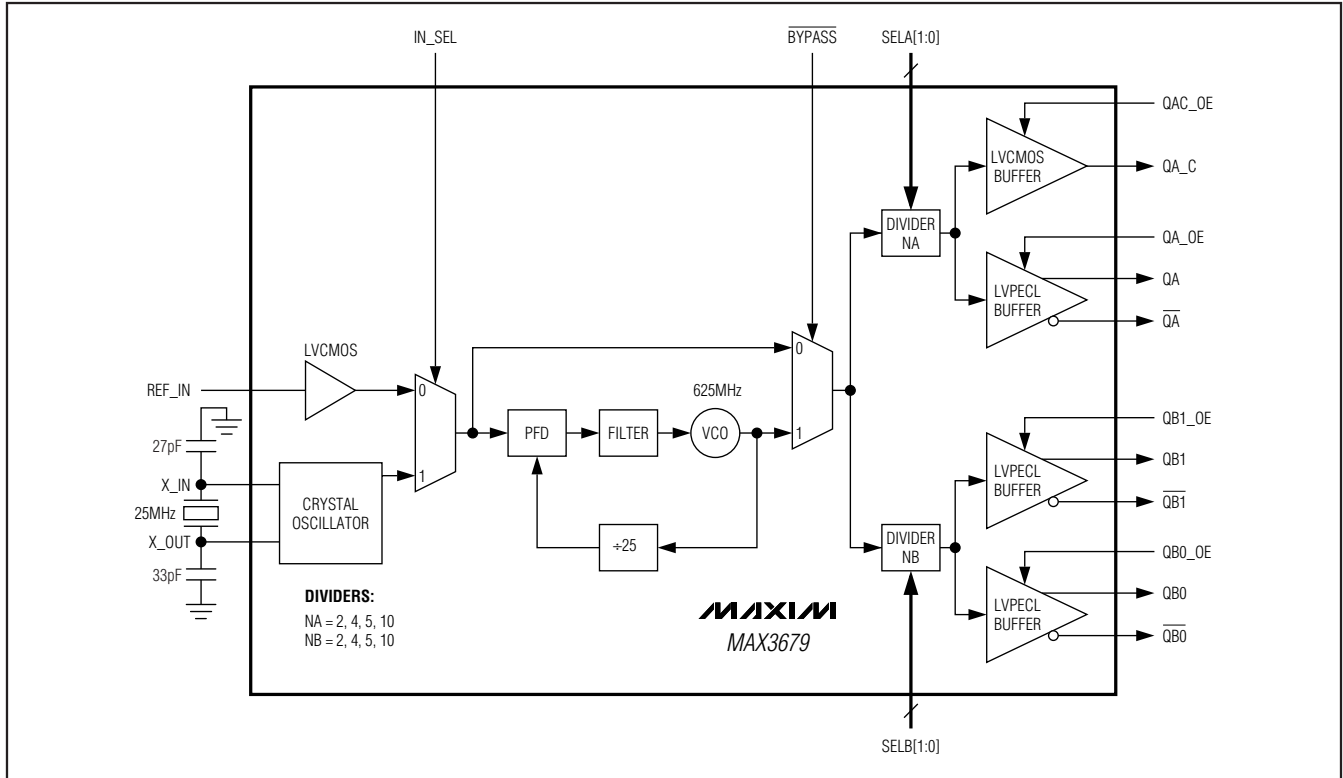 IN_SEL
BYPASS
SELA[1:0]
QAC_OE
LVCMOS
BUFFER
QA_C
DIVIDER
NA
QA_OE
QA
LVPECL
BUFFER
QA
LVCMOS
REF_IN
0
0
625MHz
27pF
PFD
FILTER
VCO
1
QB1_OE
QB1
LVPECL
BUFFER
QB1
X_IN
1
25MHz
CRYSTAL
OSCILLATOR
X_OUT
÷25
DIVIDER
NB
QB0_OE
33pF
QB0
LVPECL
BUFFER
QB0
DIVIDERS:
NA = 2, 4, 5, 10
NB = 2, 4, 5, 10
MAXIM
MAX3679
SELB[1:0]